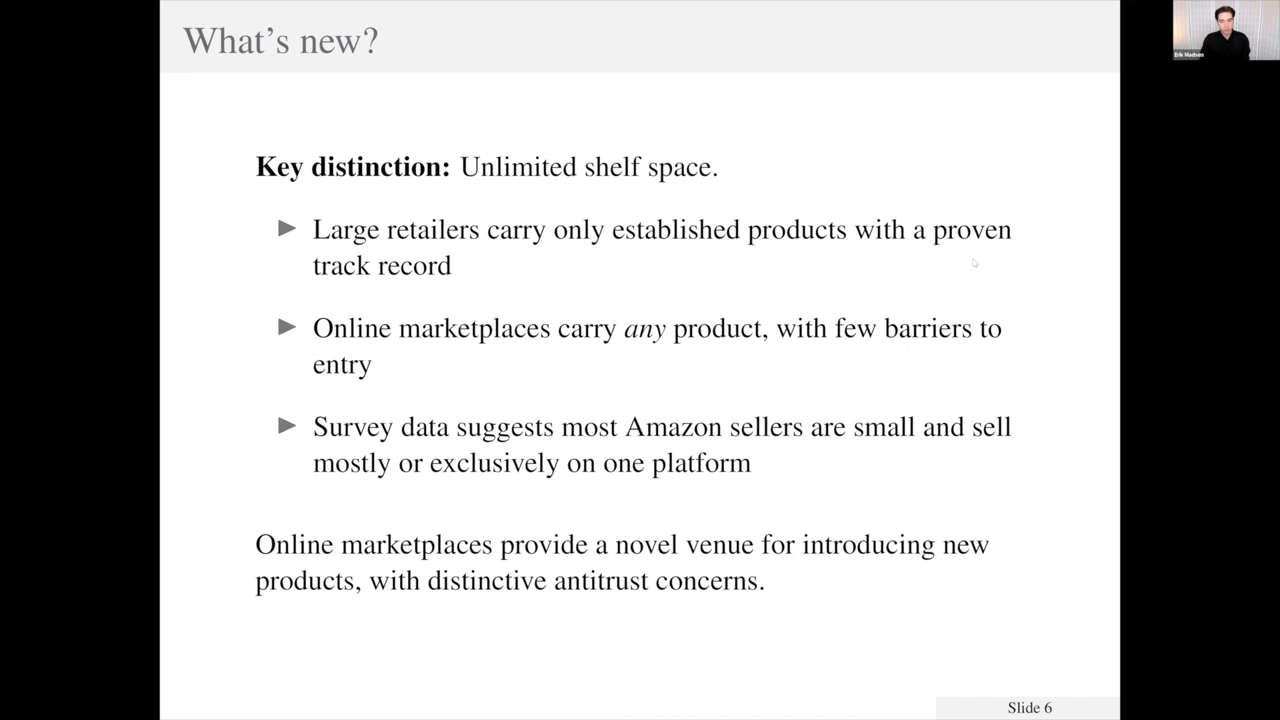 What's new?
Erik Madsen
Key distinction: Unlimited shelf space.
▶ Large retailers carry only established products with a proven
track record
▶ Online marketplaces carry any product, with few barriers to
entry
▶ Survey data suggests most Amazon sellers are small and sell
mostly or exclusively on one platform
Online marketplaces provide a novel venue for introducing new
products, with distinctive antitrust concerns.
Slide 6